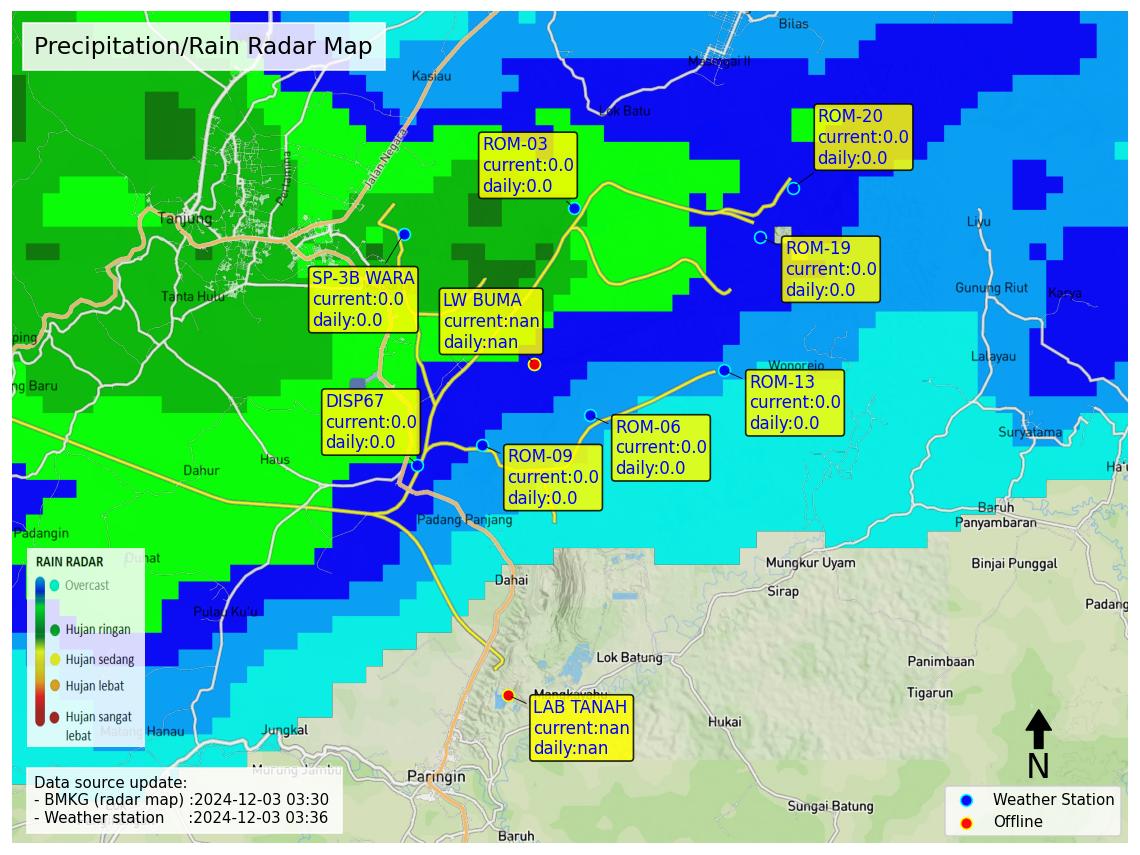 Precipitation/Rain Radar Map
Bilas
Kasiau
Lok Batu
Jalan Negara
Pertamina
Tanjung
Tanta Hulu
ROM-20
current:0.0
daily:0.0
ROM-03
current:0.0
daily:0.0
ROM-19
current:0.0
daily:0.0
SP-3B WARA
current:0.0
daily:0.0
LW BUMA
current:nan
daily:nan
Liyu
Gunung Riut
Karya
Lalayau
Wonorejo
ROM-13
current:0.0
daily:0.0
DISP67
current:0.0
daily:0.0
ROM-06
current:0.0
daily:0.0
ROM-09
current:0.0
daily:0.0
ping
ng Baru
Haus
Dahur
Suryatama
Ha'u
Padangin
Padang Panjang
Baruh
Panyambaran
Dahai
Mungkur Uyam
Binjai Punggal
Sirap
Padang
Pulau Ku'u
Lok Batung
Panimbaan
Tigarun
Mangkayahu
LAB TANAH
current:nan
daily:nan
Hukai
Jungkal
Murung Jambu
Paringin
Sungai Batung
Baruh
RAIN RADAR
Overcast
Hujan ringan
Hujan sedang
Hujan lebat
Hujan sangat
lebat
Data source update:
- BMKG (radar map) :2024-12-03 03:30
- Weather station :2024-12-03 03:36
N
Weather Station
Offline